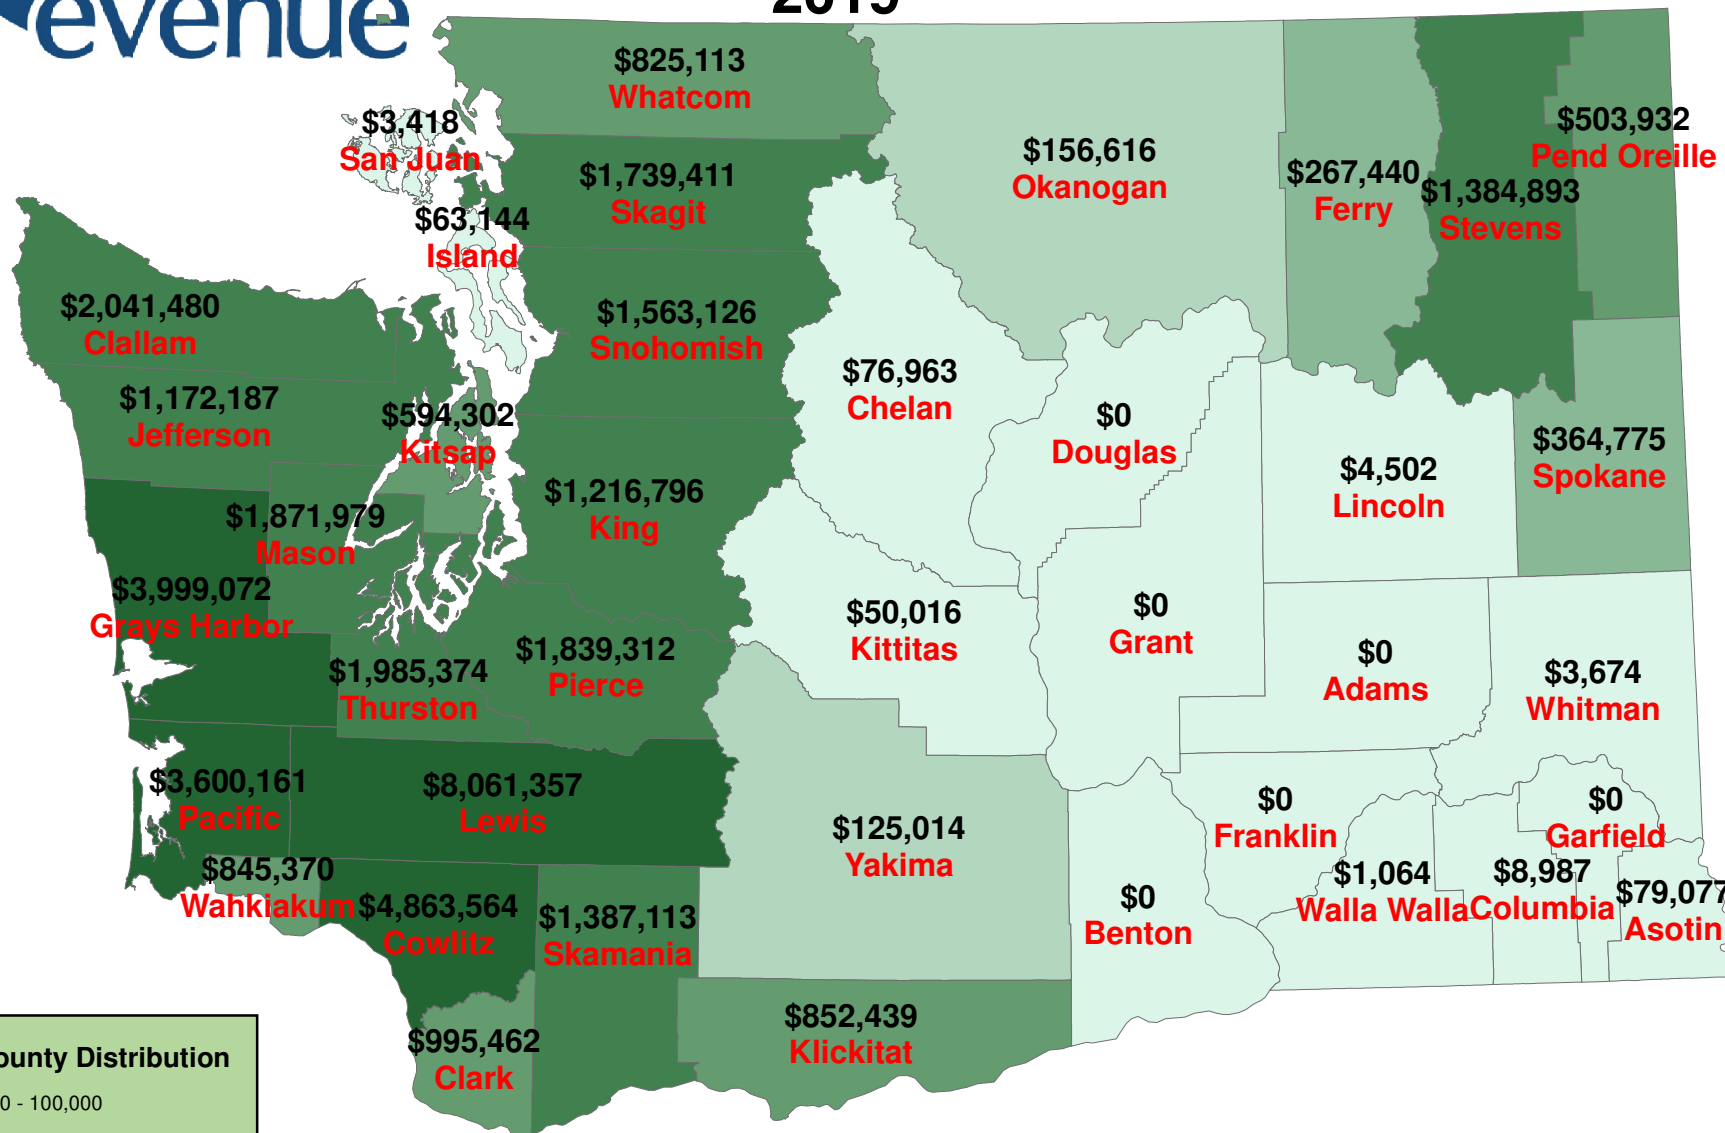 evenue
2019
$825,113
Whatcom
$3,418
San Juan
$1,739,411
Skagit
$63,144
Island
$156,616
Okanogan
$267,440
Ferry
$1,384,893
Stevens
$503,932
Pend Oreille
$2,041,480
Clallam
$1,563,126
Snohomish
$1,172,187
Jefferson
$594,302
Kitsap
$76,963
Chelan
$0
Douglas
$4,502
Lincoln
$364,775
Spokane
$1,871,979
Mason
$1,216,796
King
$3,999,072
Grays Harbor
$50,016
Kittitas
$0
Grant
$0
Adams
$3,674
Whitman
$1,985,374
Thurston
$1,839,312
Pierce
$3,600,161
Pacific
$8,061,357
Lewis
$125,014
Yakima
$0
Franklin
$0
Garfield
$845,370
Wahkiakum
$4,863,564
Cowlitz
$1,387,113
Skamania
$0
Benton
$1,064
Walla Walla
$8,987
Columbia
$79,077
Asotin
$995,462
Clark
$852,439
Klickitat
ounty Distribution
0 - 100,000